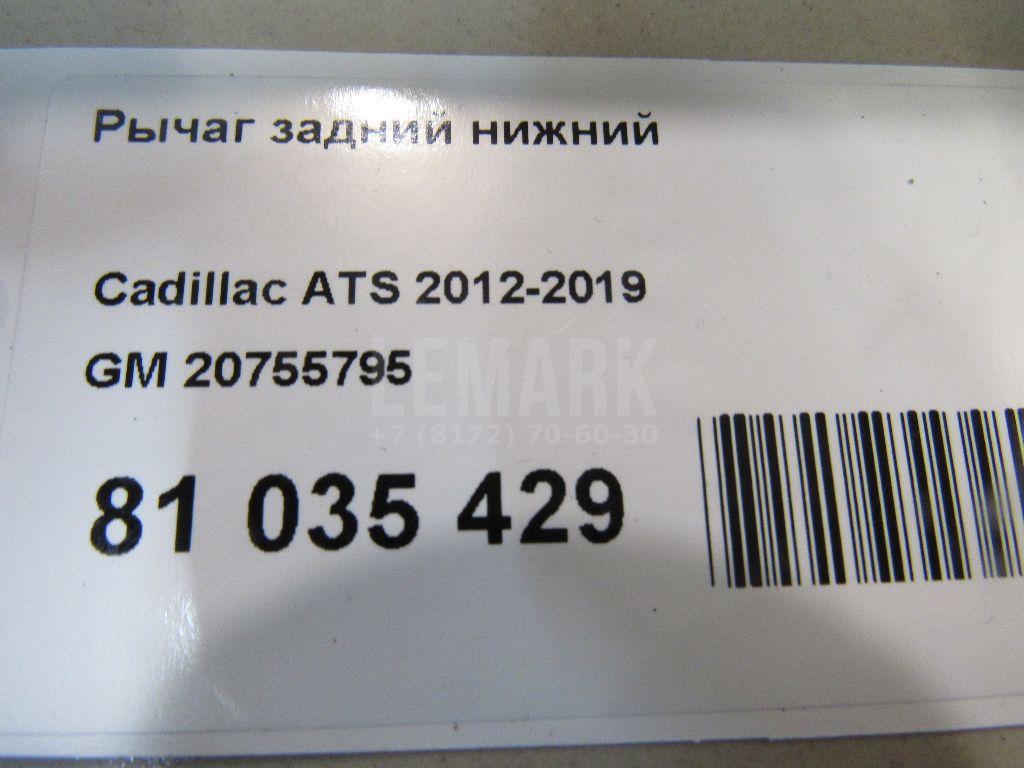 Рычаг задний нижний
Cadillac ATS 2012-2019
GM 20755795
LEMARK
+7 (8172) 70-60-30
81 035 429